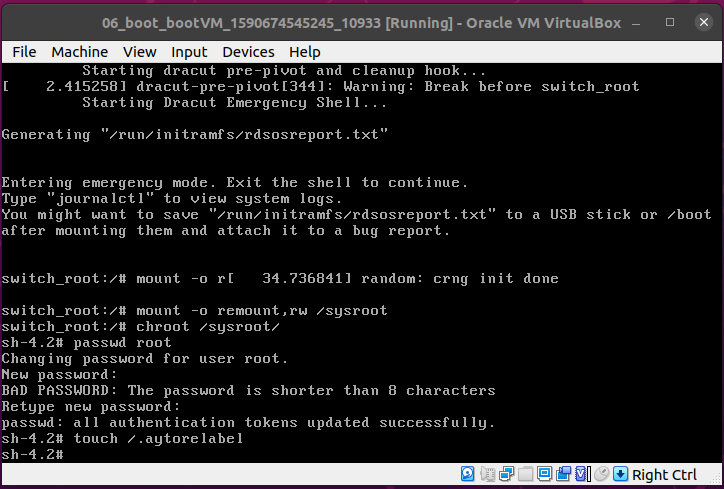 06_boot_bootVM_1590674545245_10933 [Running] - Oracle VM VirtualBox
File Machine View Input Devices Help
Starting dracut pre-pivot and cleanup hook...
[    2.415258] dracut-pre-pivot[344]: Warning: Break before switch_root
Starting Dracut Emergency Shell...
Generating "/run/initramfs/rdsosreport.txt"
Entering emergency mode. Exit the shell to continue.
Type "journalctl" to view system logs.
You might want to save "/run/initramfs/rdsosreport.txt" to a USB stick or /boot
after mounting them and attach it to a bug report.
switch_root:/# mount -o r[   34.736841] random: crng init done
switch_root:/# mount -o remount,rw /sysroot
switch_root:/# chroot /sysroot/
sh-4.2# passwd root
Changing password for user root.
New password:
BAD PASSWORD: The password is shorter than 8 characters
Retype new password:
passwd: all authentication tokens updated successfully.
sh-4.2# touch /.aytorelabel
sh-4.2#
Right Ctrl